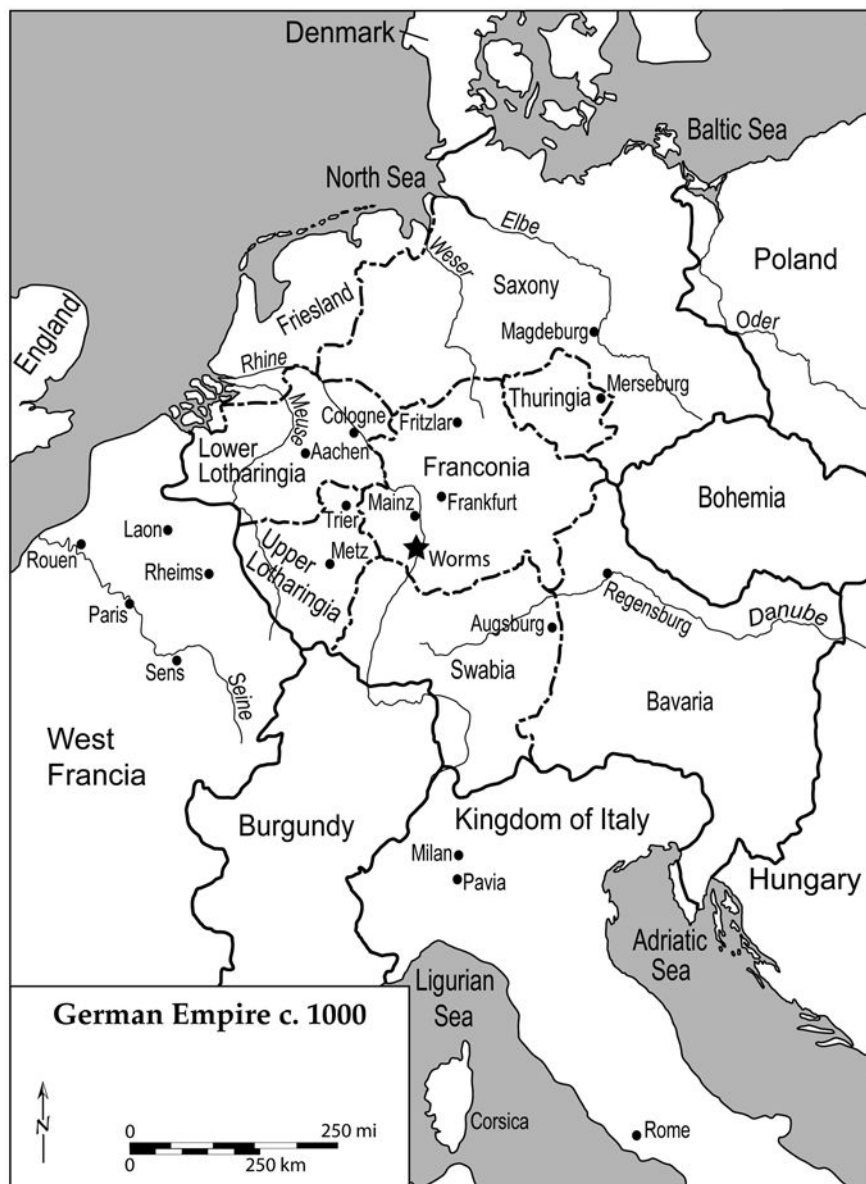 Denmark
Baltic Sea
North Sea
Elbe
Weser
Poland
Saxony
Friesland
England
Magdeburg
Oder
Rhine
Thuringia
Merseburg
Meuse
Cologne
Fritzlar
Lower
Lotharingia
Aachen
Franconia
Bohemia
Mainz
Frankfurt
Laon
Trier
Rouen
Upper
Lotharingia
Metz
Worms
Rheims
Regensburg
Danube
Paris
Augsburg
Sens
Swabia
Seine
Bavaria
West
Francia
Burgundy
Kingdom of Italy
Milan
Pavia
Hungary
Adriatic
Sea
Ligurian
Sea
German Empire c. 1000
N
Corsica
0 250 mi
0 250 km
Rome